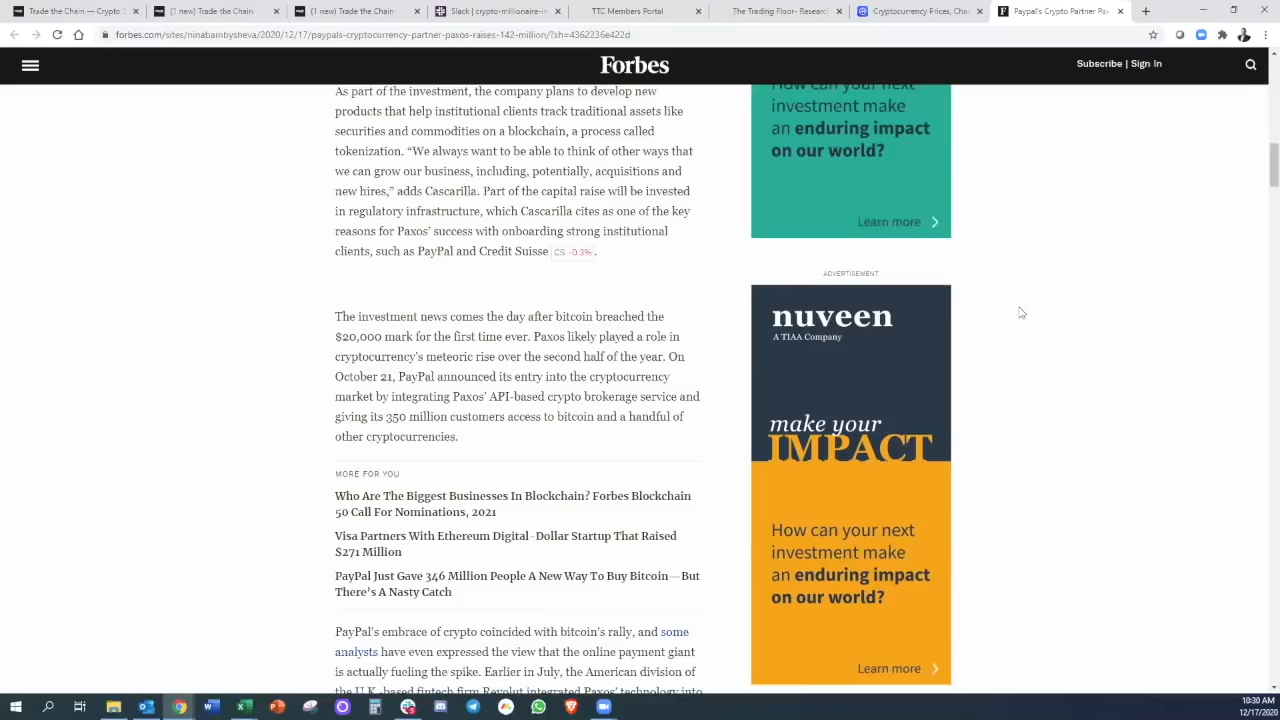 Trade the Chain — Crypto S
(1 new) Trade the Chain
(1 new) Trade the Chain
Slack | crypto-millionaire-in
TTC Members Portal
The Trading Floor- Research
Cryptocurrency Prices, Char
Paypal's Cryptocurrency Partner
forbes.com/sites/ninabambysheva/2020/12/17/paypals-cryptocurrency-partner-paxos-raises-142-million/?sh=4362236e422d
Forbes
Subscribe | Sign In
As part of the investment, the company plans to develop new
products that help institutional clients track traditional assets like
securities and commodities on a blockchain, a process called
tokenization. “We always want to be able to think of other ways that
we can grow our business, including, potentially, acquisitions and
new hires,” adds Cascarilla. Part of the capital raise will be invested
in regulatory infrastructure, which Cascarilla cites as one of the key
reasons for Paxos’ success with onboarding strong institutional
clients, such as PayPal and Credit Suisse CS -0.3%.
The investment news comes the day after bitcoin breached the
$20,000 mark for the first time ever. Paxos likely played a role in
cryptocurrency’s meteoric rise over the second half of the year. On
October 21, PayPal announced its entry into the cryptocurrency
market by integrating Paxos’ API-based crypto brokerage service and
giving its 350 million customers access to bitcoin and a handful of
other cryptocurrencies.
MORE FOR YOU
Who Are The Biggest Businesses In Blockchain? Forbes Blockchain
50 Call For Nominations, 2021
Visa Partners With Ethereum Digital-Dollar Startup That Raised
$271 Million
PayPal Just Gave 346 Million People A New Way To Buy Bitcoin—But
There’s A Nasty Catch
PayPal’s embrace of crypto coincided with bitcoin’s rally, and some
analysts have even expressed the view that the online payment giant
is actually fueling the spike. Earlier in July, the American division of
the U.K.-based fintech firm Revolut integrated Paxos’ technology into
How can your next
investment make
an enduring impact
on our world?
Learn more
ADVERTISEMENT
nuveen
A TIAA Company
make your
IMPACT
How can your next
investment make
an enduring impact
on our world?
Learn more
10:30 AM
12/17/2020